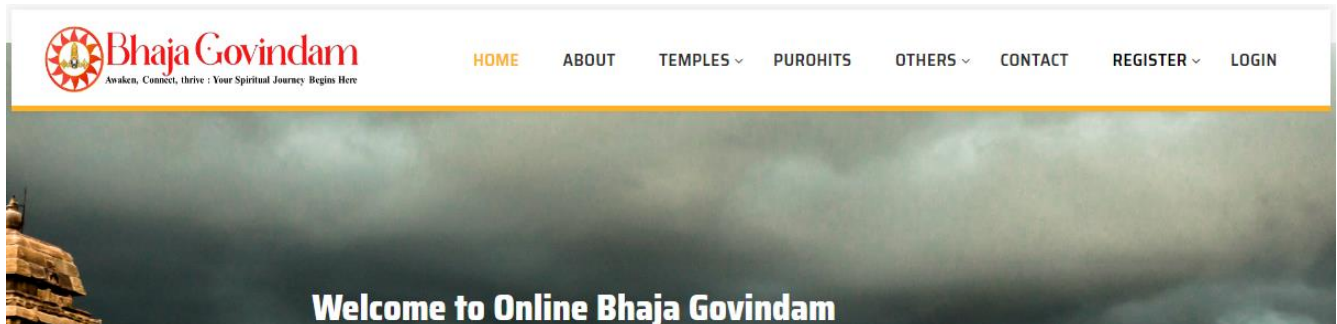 Bhaja Govindam
Awaken, Connect, thrive : Your Spiritual Journey Begins Here
HOME ABOUT TEMPLES PUROHITS OTHERS CONTACT REGISTER LOGIN
Welcome to Online Bhaja Govindam